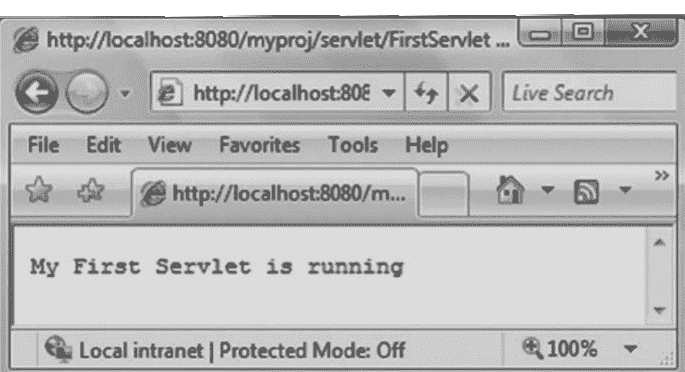 http://localhost:8080/myproj/servlet/FirstServlet ...
http://localhost:808
Live Search
File Edit View Favorites Tools Help
http://localhost:8080/m...
My First Servlet is running
Local intranet | Protected Mode: Off
100%